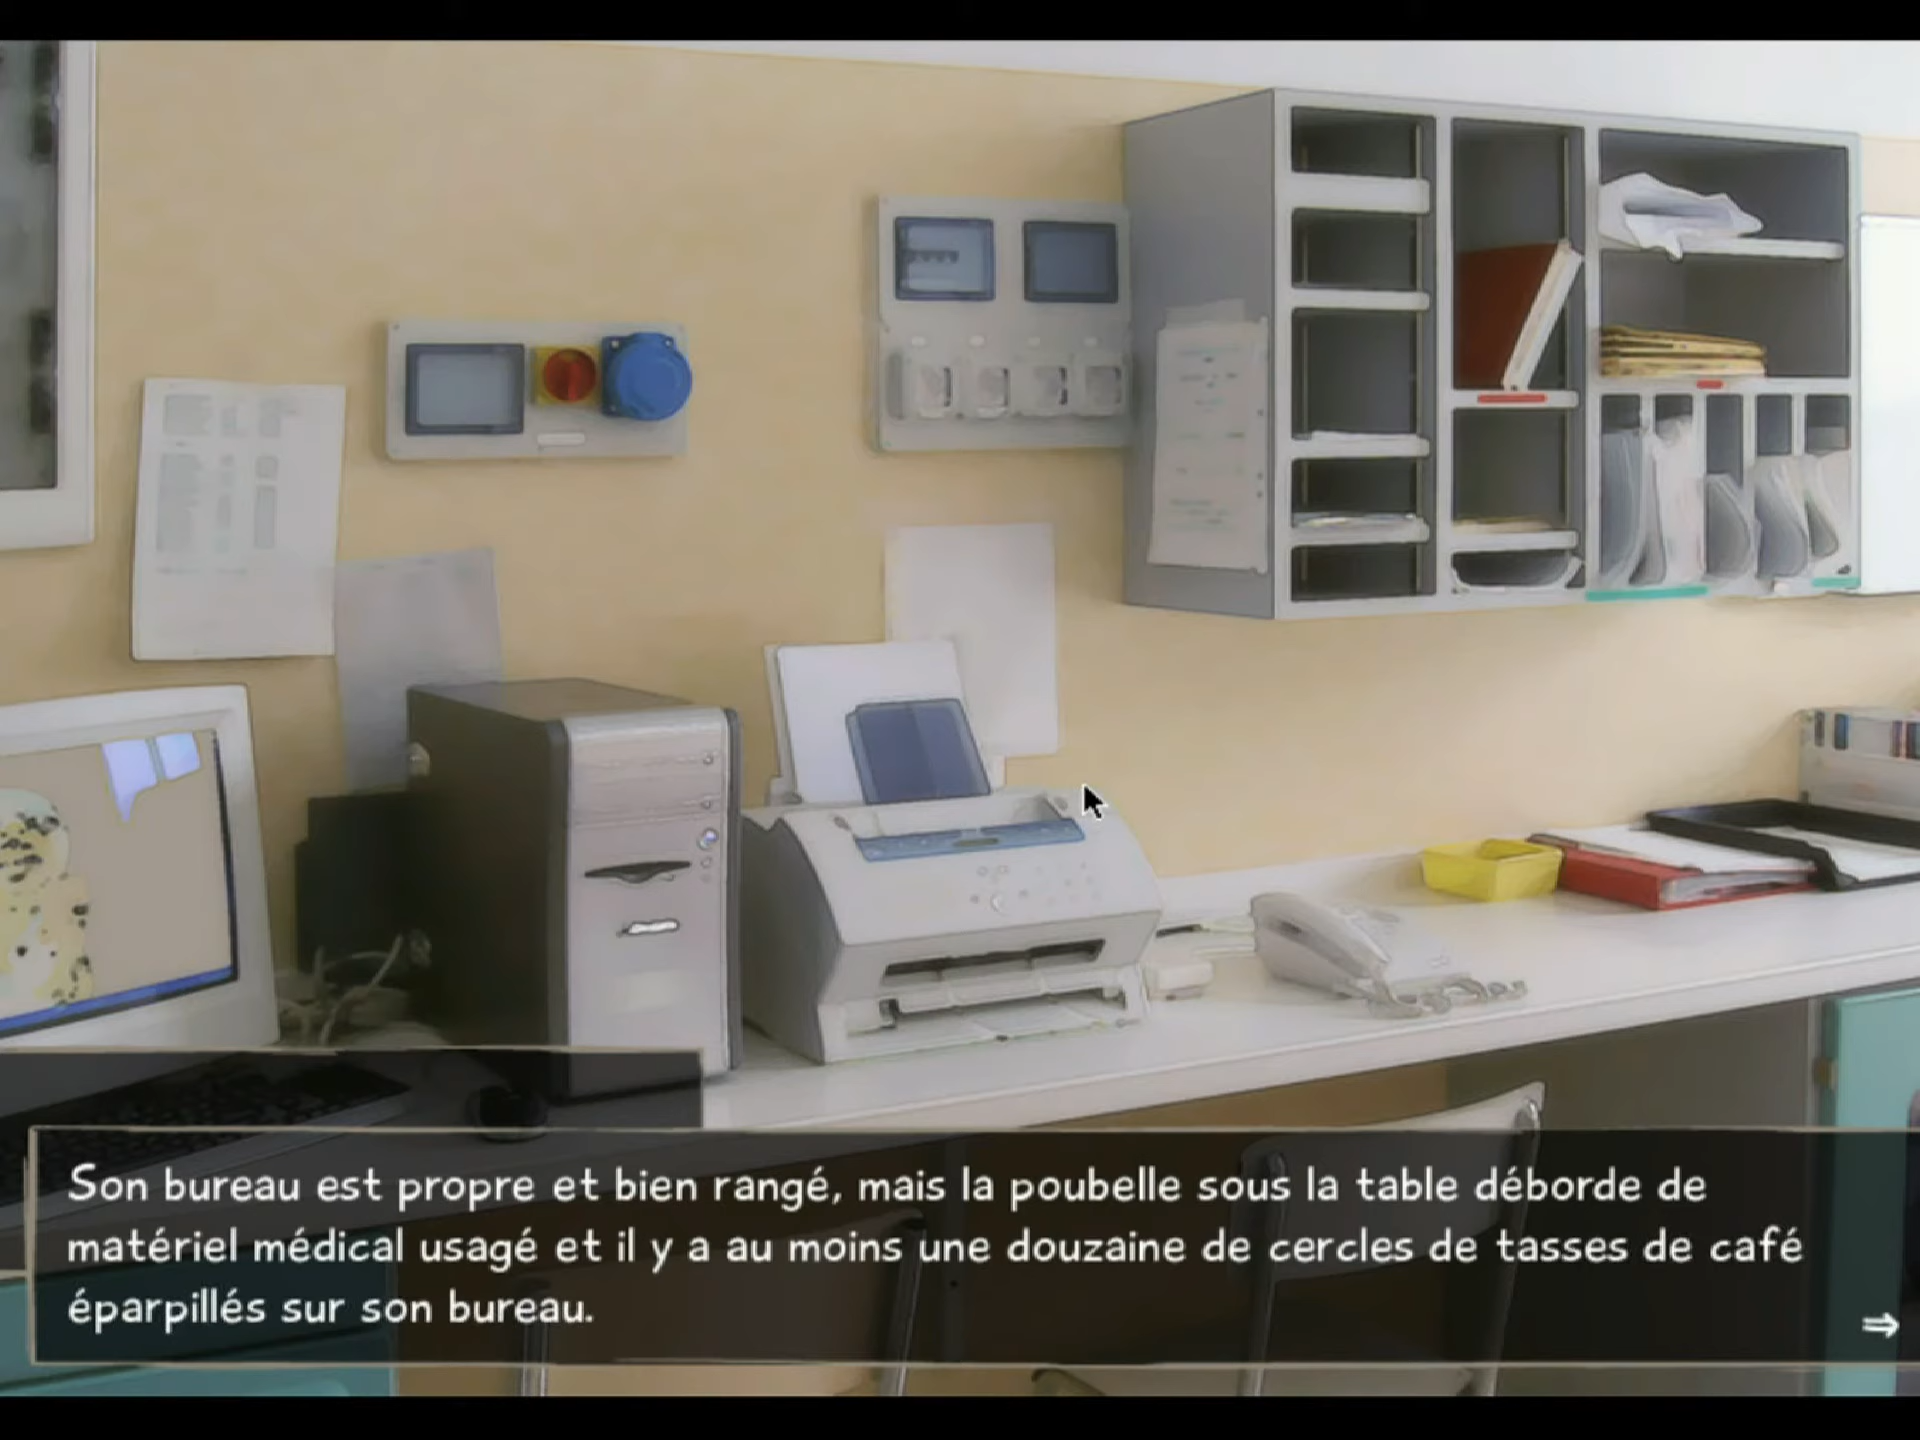 Son bureau est propre et bien rangé, mais la poubelle sous la table déborde de
matériel médical usagé et il y a au moins une douzaine de cercles de tasses de café
éparpillés sur son bureau.